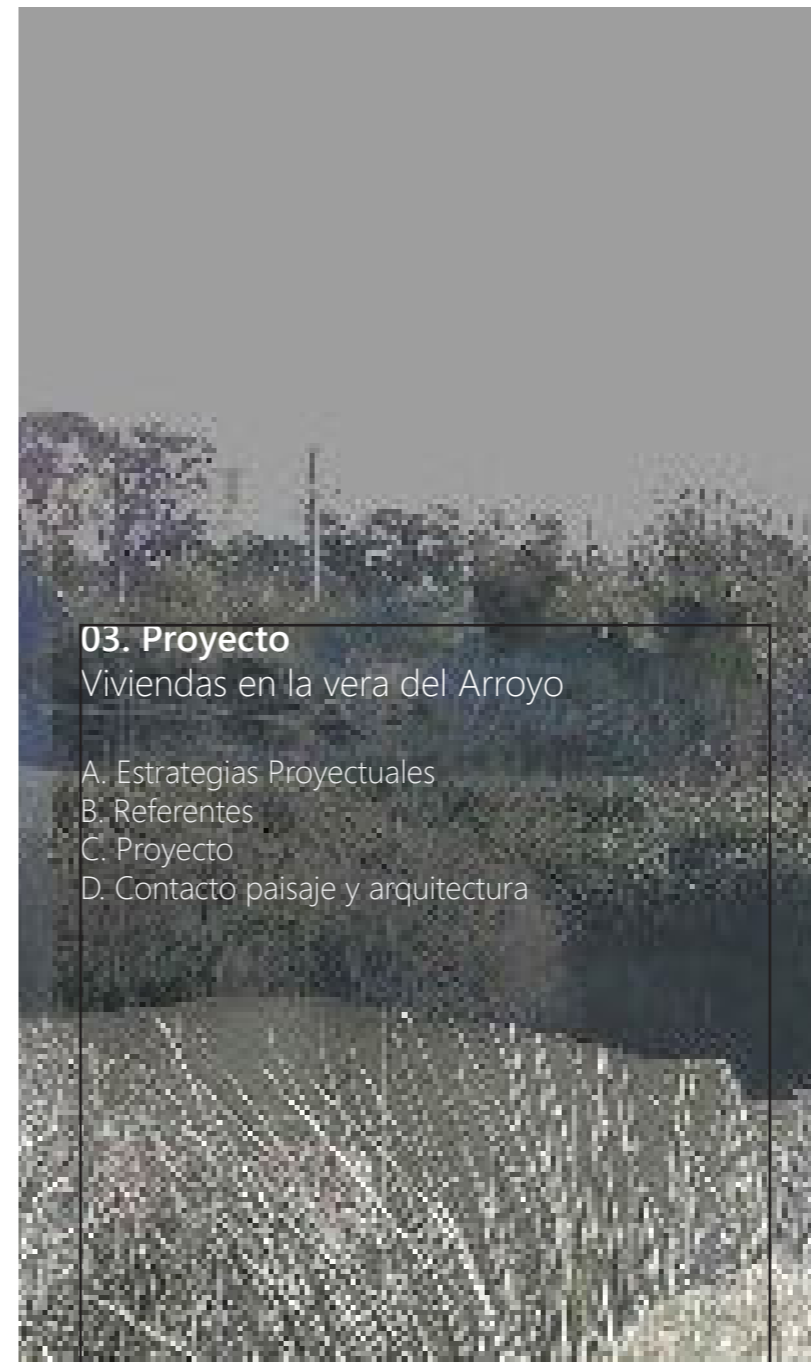 03. Proyecto
Viviendas en la vera del Arroyo
A. Estrategias Proyectuales
B. Referentes
C. Proyecto
D. Contacto paisaje y arquitectura